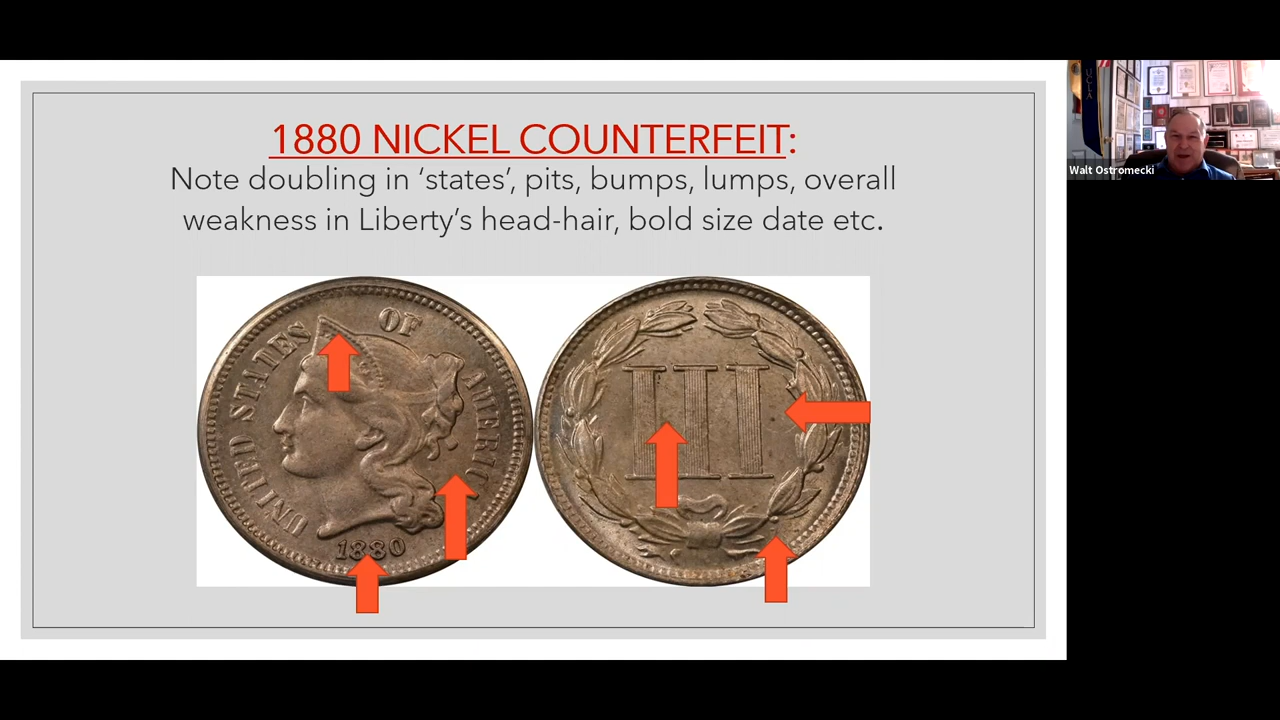 1880 NICKEL COUNTERFEIT:
Note doubling in ‘states’, pits, bumps, lumps, overall
weakness in Liberty’s head-hair, bold size date etc.
UNITED STATES OF AMERICA
1880
III
UCLA
Walt Ostromecki